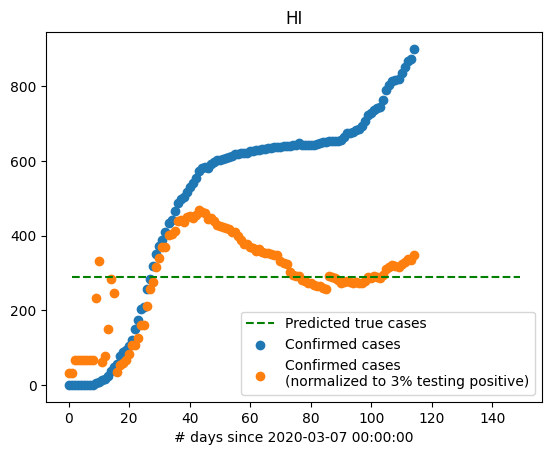 HI
800
600
400
200
0
Predicted true cases
Confirmed cases
Confirmed cases
(normalized to 3% testing positive)
0 20 40 60 80 100 120 140
# days since 2020-03-07 00:00:00